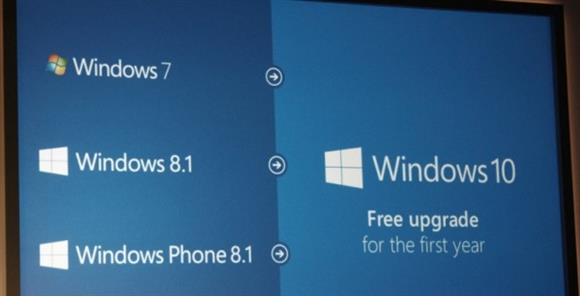 Windows 7
Windows 8.1
Windows Phone 8.1
Windows 10
Free upgrade
for the first year